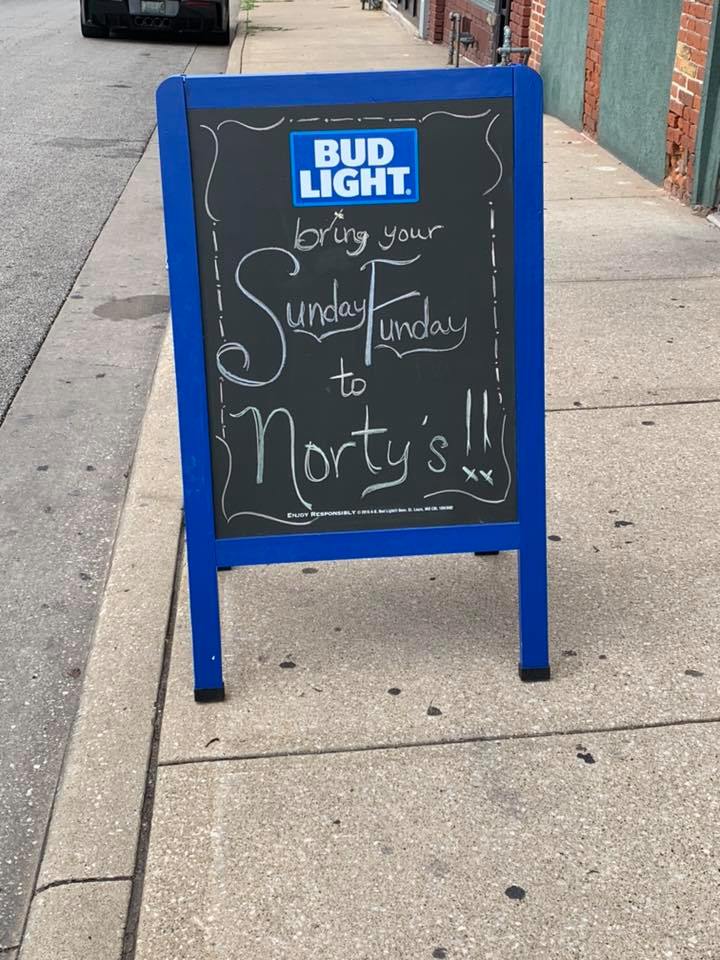 BUD
LIGHT.
bring your
Sunday Funday
to
Norty's!!
xx
ENJOY RESPONSIBLY